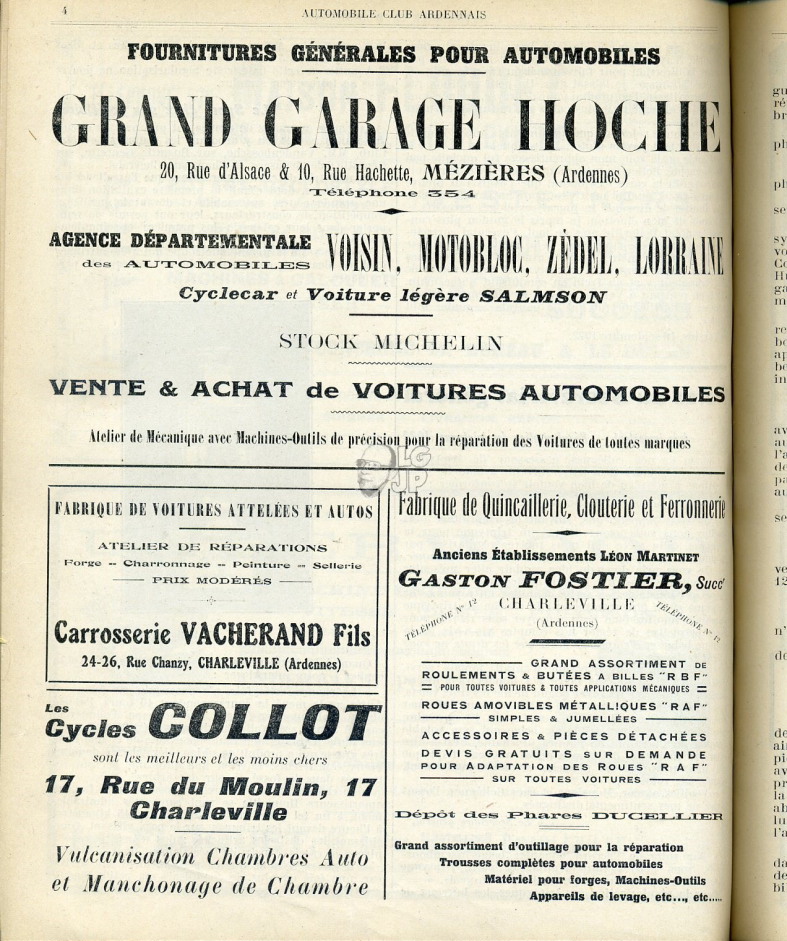 4
AUTOMOBILE CLUB ARDENNAIS
FOURNITURES GÉNÉRALES POUR AUTOMOBILES
GRAND GARAGE HOCHE
20, Rue d'Alsace & 10, Rue Hachette, MÉZIÈRES (Ardennes)
Téléphone 354
AGENCE DÉPARTEMENTALE
des AUTOMOBILES
VOISIN, MOTOBLOC, ZÈDEL, LORRAINE
Cyclecar et Voiture légère SALMSON
STOCK MICHELIN
VENTE & ACHAT de VOITURES AUTOMOBILES
Atelier de Mécanique avec Machines-Outils de précision pour la réparation des Voitures de toutes marques
LG
JP
FABRIQUE DE VOITURES ATTELÉES ET AUTOS
ATELIER DE RÉPARATIONS
Forge -- Charronnage -- Peinture -- Sellerie
PRIX MODÉRÉS
Carrosserie VACHERAND Fils
24-26, Rue Chanzy, CHARLEVILLE (Ardennes)
Les
Cycles COLLOT
sont les meilleurs et les moins chers
17, Rue du Moulin, 17
Charleville
Vulcanisation Chambres Auto
et Manchonage de Chambre
Fabrique de Quincaillerie, Clouterie et Ferronnerie
Anciens Établissements LÉON MARTINET
GASTON FOSTIER, Succr
CHARLEVILLE
(Ardennes)
TÉLÉPHONE N° 12
TÉLÉPHONE N° 12
GRAND ASSORTIMENT DE
ROULEMENTS & BUTÉES A BILLES "RBF"
POUR TOUTES VOITURES & TOUTES APPLICATIONS MÉCANIQUES
ROUES AMOVIBLES MÉTALLIQUES "RAF"
SIMPLES & JUMELLÉES
ACCESSOIRES & PIÈCES DÉTACHÉES
DEVIS GRATUITS SUR DEMANDE
POUR ADAPTATION DES ROUES "RAF"
SUR TOUTES VOITURES
Dépôt des Phares DUCELLIER
Grand assortiment d'outillage pour la réparation
Trousses complètes pour automobiles
Matériel pour forges, Machines-Outils
Appareils de levage, etc..., etc.....